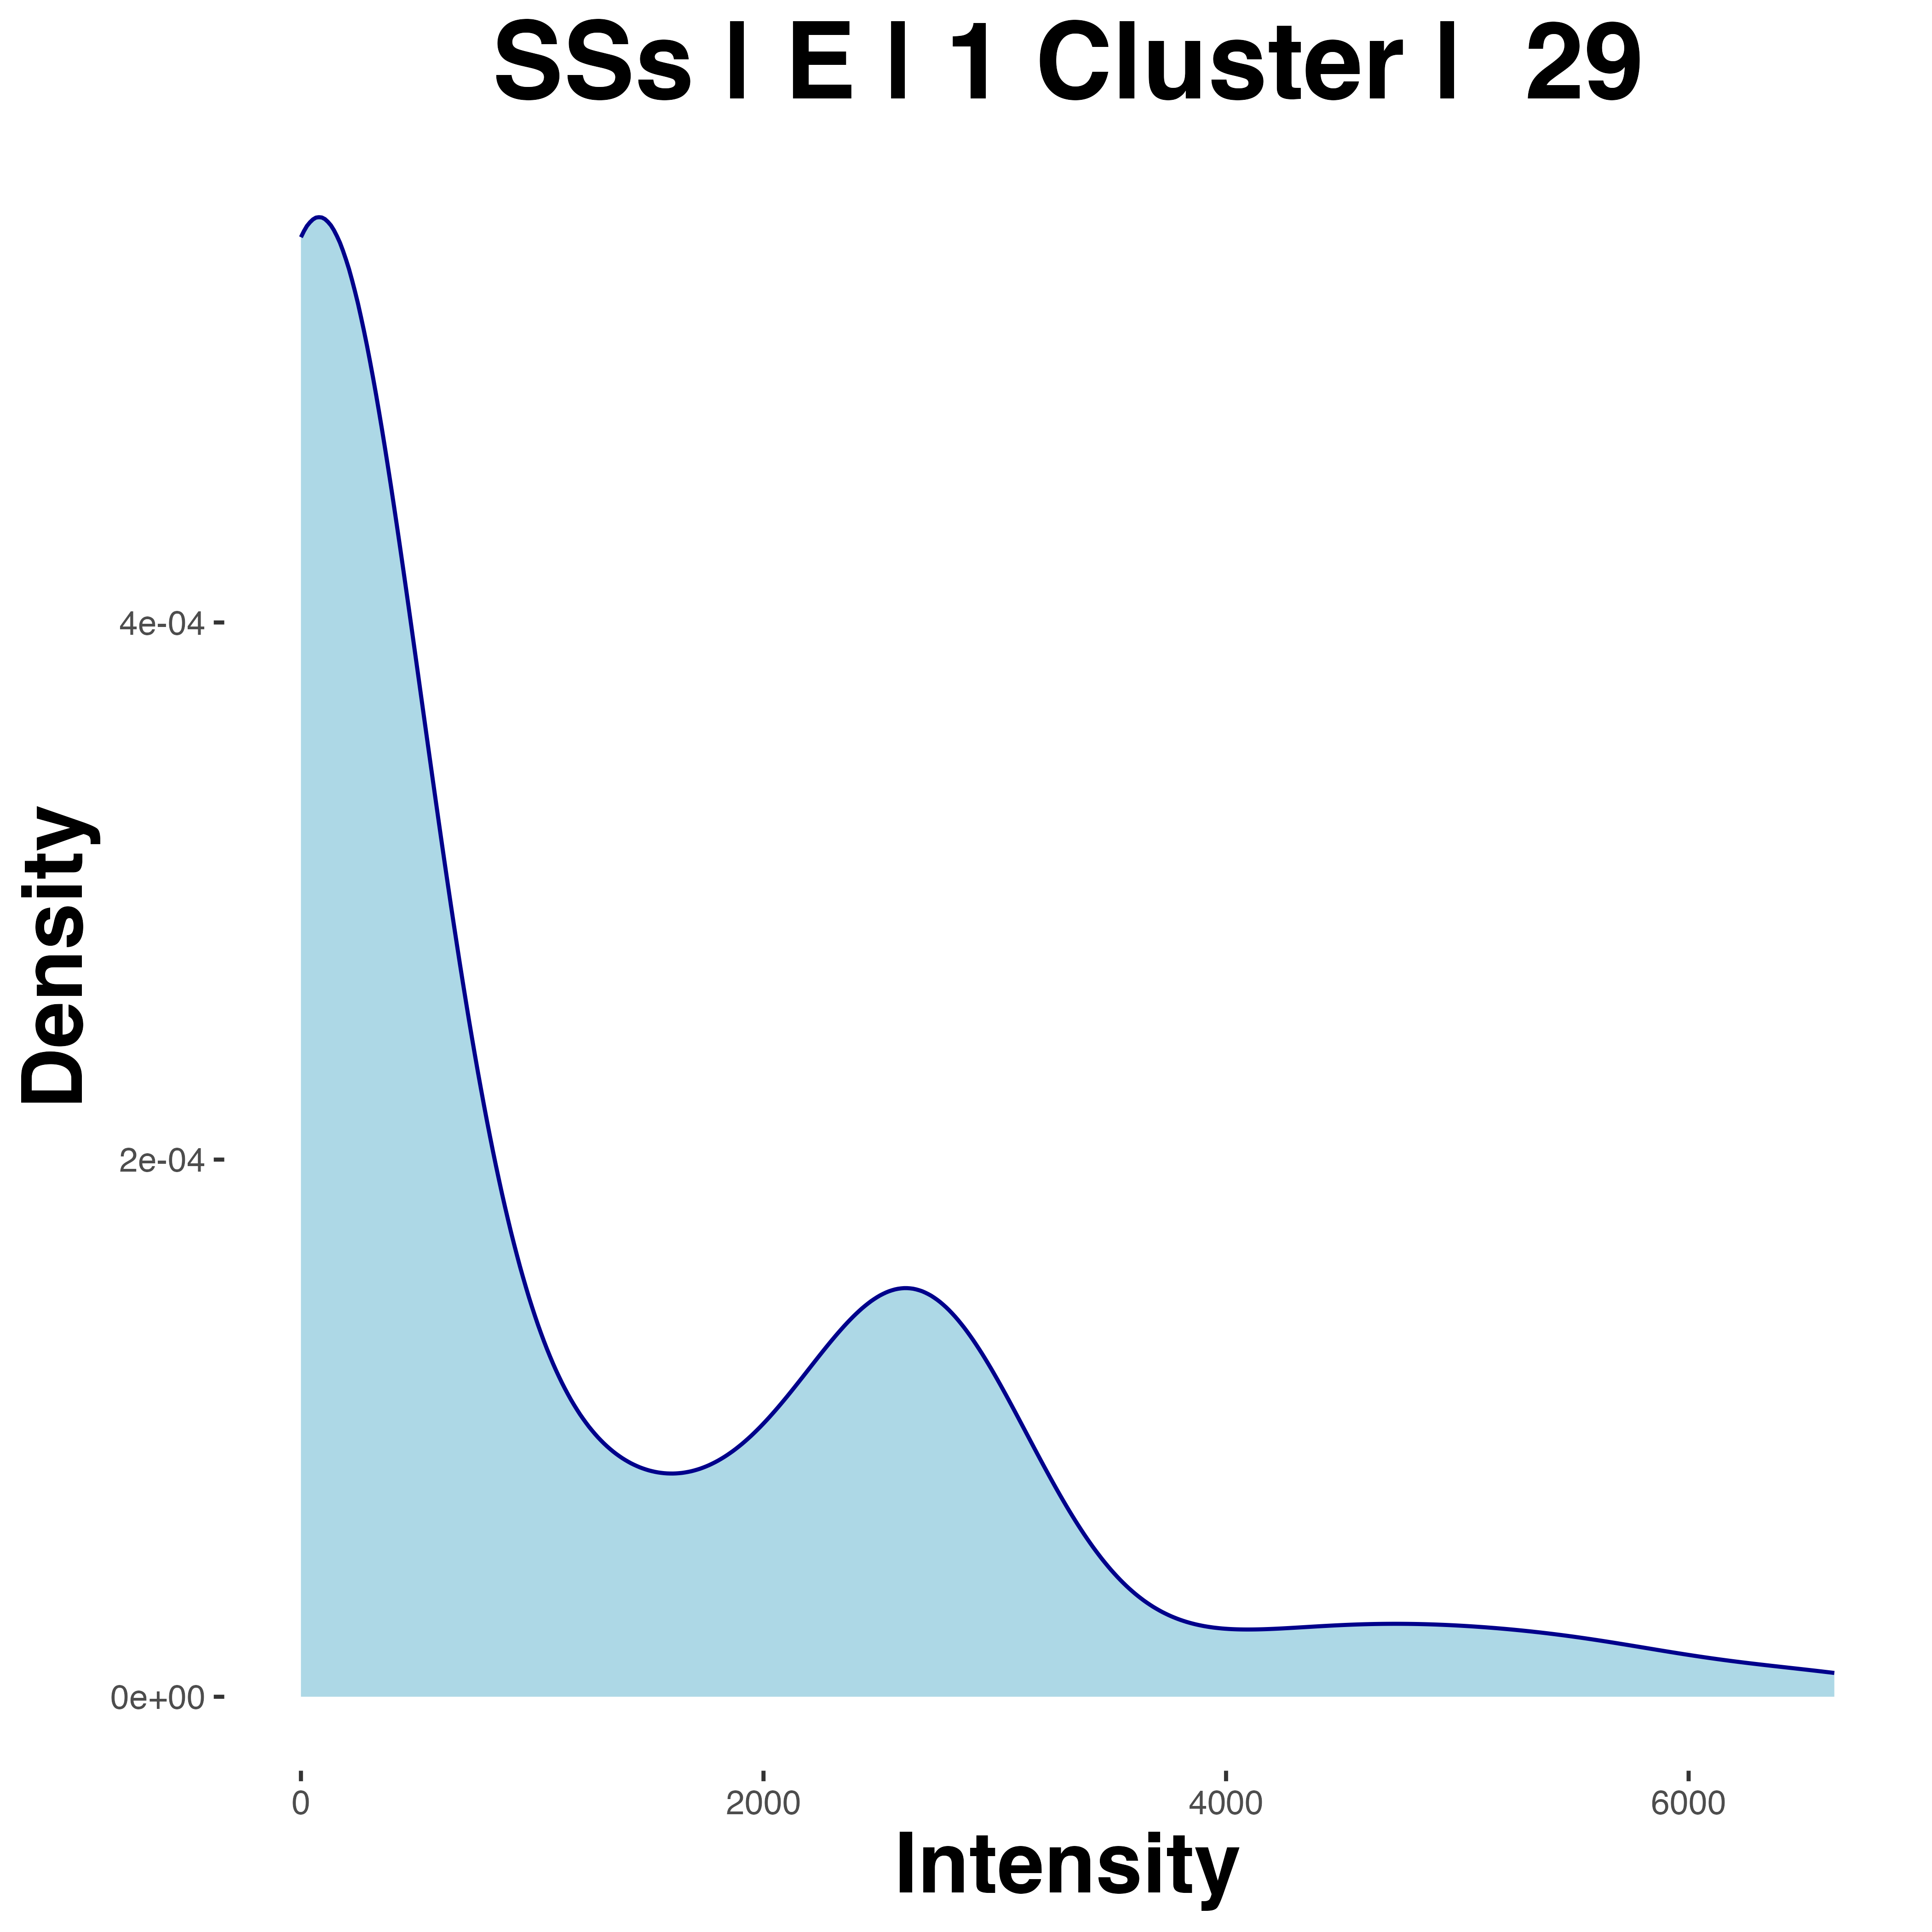 SSs | E | 1 Cluster | 29
Density
4e-04
2e-04
0e+00
0 2000 4000 6000
Intensity